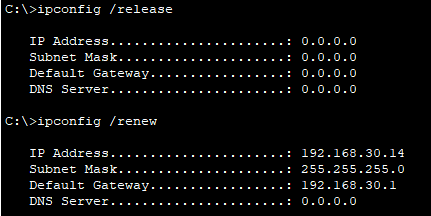 C:\>ipconfig /release
IP Address......................: 0.0.0.0
Subnet Mask.....................: 0.0.0.0
Default Gateway.................: 0.0.0.0
DNS Server......................: 0.0.0.0
C:\>ipconfig /renew
IP Address......................: 192.168.30.14
Subnet Mask.....................: 255.255.255.0
Default Gateway.................: 192.168.30.1
DNS Server......................: 0.0.0.0